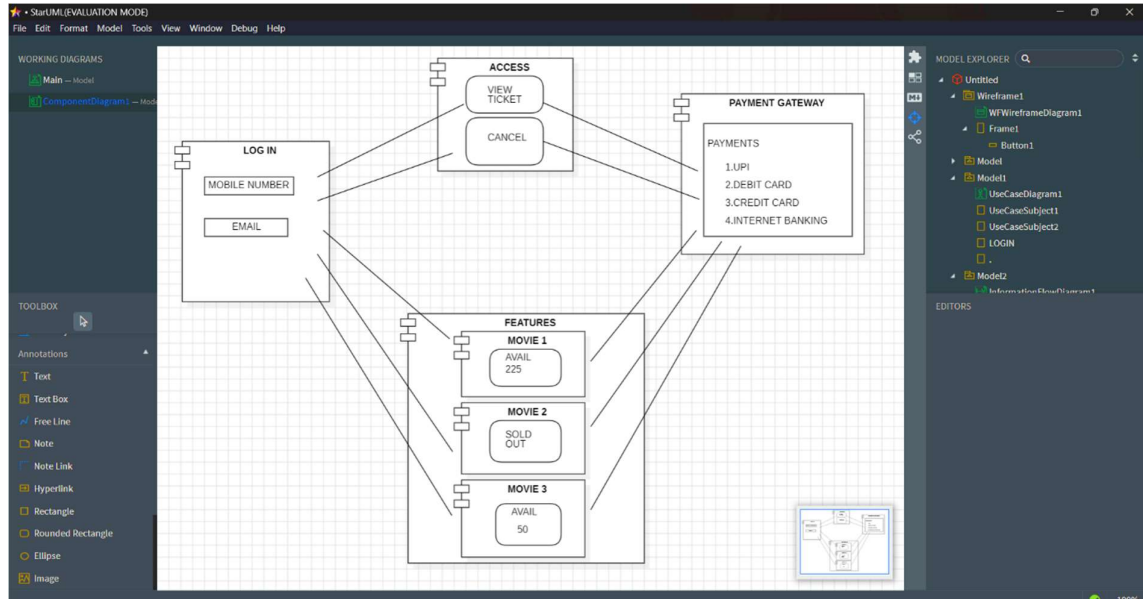 • StarUML(EVALUATION MODE)
File Edit Format Model Tools View Window Debug Help
WORKING DIAGRAMS
Main — Model
ComponentDiagram1 — Mode
TOOLBOX
Annotations
Text
Text Box
Free Line
Note
Note Link
Hyperlink
Rectangle
Rounded Rectangle
Ellipse
Image
ACCESS
VIEW
TICKET
CANCEL
LOG IN
MOBILE NUMBER
EMAIL
PAYMENT GATEWAY
PAYMENTS
1.UPI
2.DEBIT CARD
3.CREDIT CARD
4.INTERNET BANKING
FEATURES
MOVIE 1
AVAIL
225
MOVIE 2
SOLD
OUT
MOVIE 3
AVAIL
50
MODEL EXPLORER
Untitled
Wireframe1
WFWireframeDiagram1
Frame1
Button1
Model
Model1
UseCaseDiagram1
UseCaseSubject1
UseCaseSubject2
LOGIN
.
Model2
InformationFlowDiagram1
EDITORS
100%